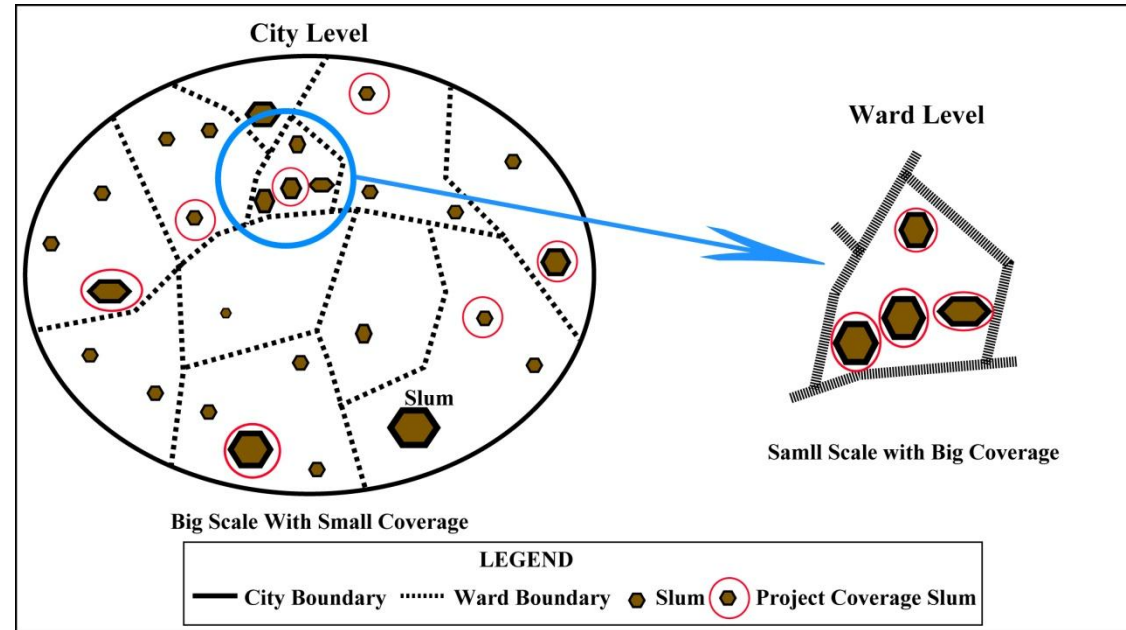 City Level
Ward Level
Slum
Samll Scale with Big Coverage
Big Scale With Small Coverage
LEGEND
City Boundary Ward Boundary Slum Project Coverage Slum